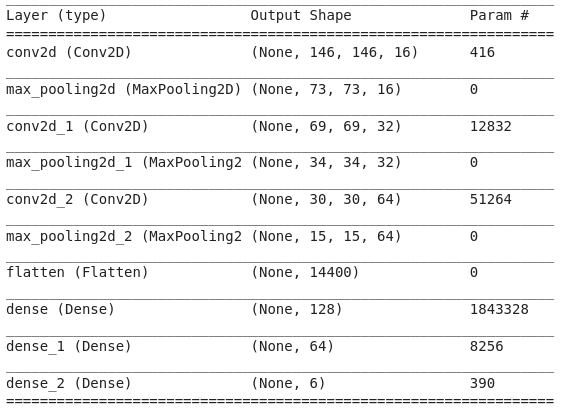 Layer (type) Output Shape Param #
conv2d (Conv2D) (None, 146, 146, 16) 416
max_pooling2d (MaxPooling2D) (None, 73, 73, 16) 0
conv2d_1 (Conv2D) (None, 69, 69, 32) 12832
max_pooling2d_1 (MaxPooling2 (None, 34, 34, 32) 0
conv2d_2 (Conv2D) (None, 30, 30, 64) 51264
max_pooling2d_2 (MaxPooling2 (None, 15, 15, 64) 0
flatten (Flatten) (None, 14400) 0
dense (Dense) (None, 128) 1843328
dense_1 (Dense) (None, 64) 8256
dense_2 (Dense) (None, 6) 390